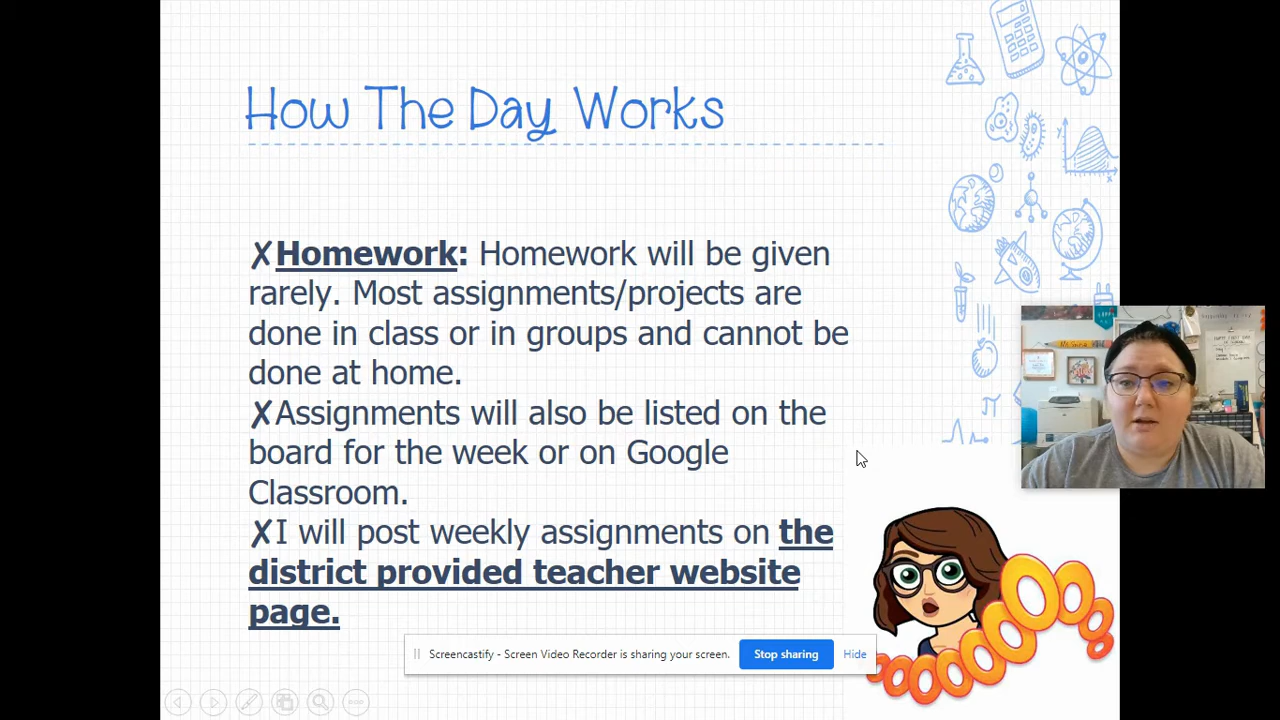 How The Day Works
✗Homework: Homework will be given
rarely. Most assignments/projects are
done in class or in groups and cannot be
done at home.
✗Assignments will also be listed on the
board for the week or on Google
Classroom.
✗I will post weekly assignments on the
district provided teacher website
page.
Screencastify - Screen Video Recorder is sharing your screen. Stop sharing Hide